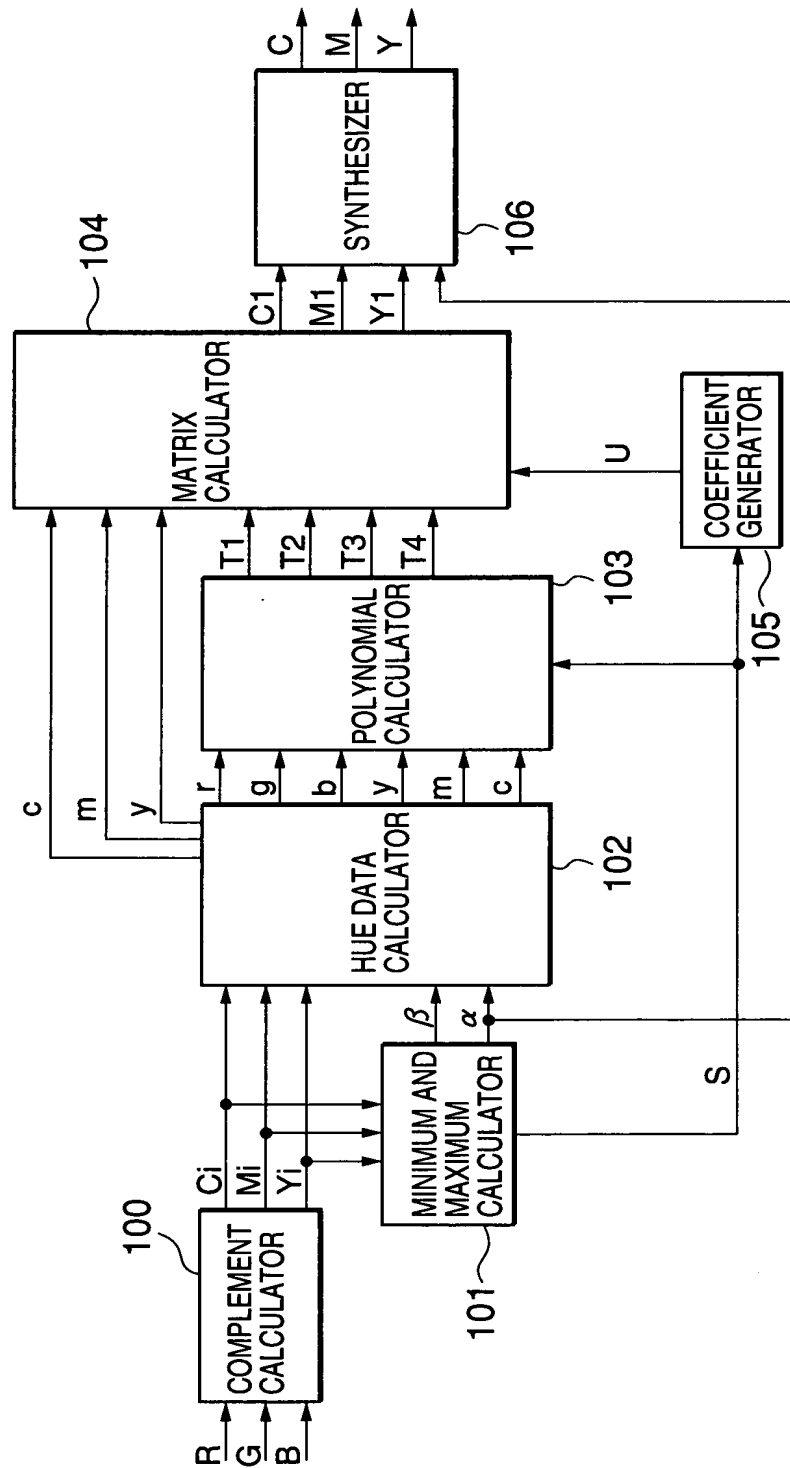 R
G
B
100
COMPLEMENT
CALCULATOR
Ci
Mi
Yi
101
MINIMUM AND
MAXIMUM
CALCULATOR
β
α
S
102
HUE DATA
CALCULATOR
c
m
y
r
g
b
y
m
c
103
POLYNOMIAL
CALCULATOR
T1
T2
T3
T4
104
MATRIX
CALCULATOR
105
COEFFICIENT
GENERATOR
U
C1
M1
Y1
106
SYNTHESIZER
C
M
Y